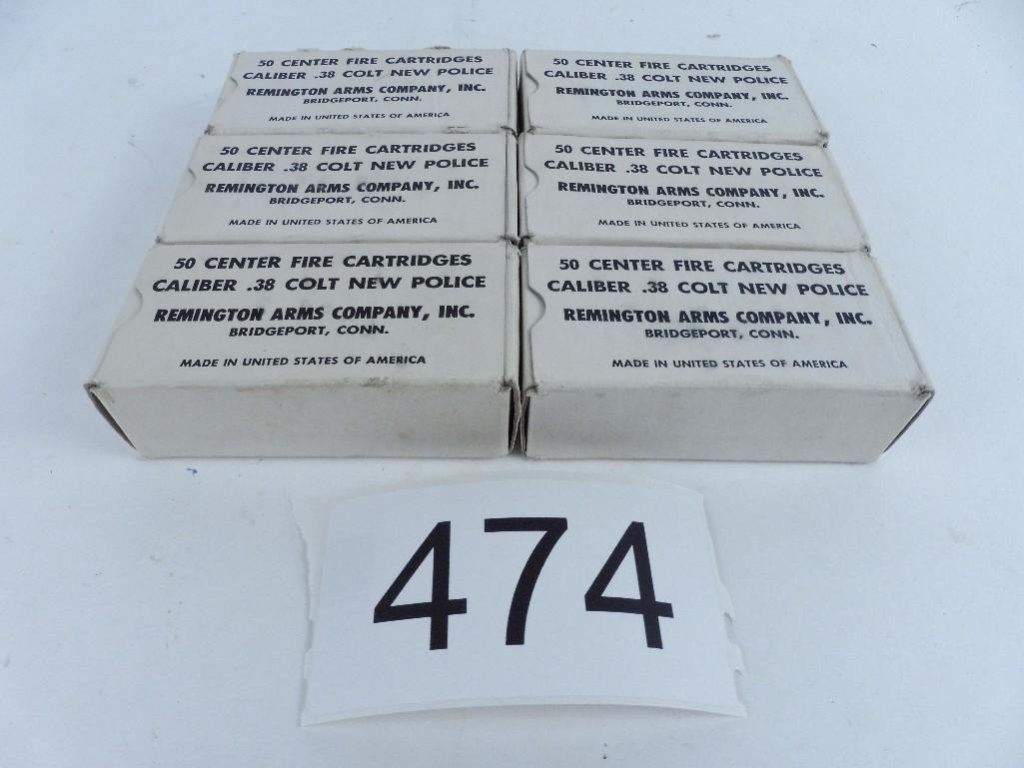 50 CENTER FIRE CARTRIDGES
CALIBER .38 COLT NEW POLICE
REMINGTON ARMS COMPANY, INC.
BRIDGEPORT, CONN.
MADE IN UNITED STATES OF AMERICA
50 CENTER FIRE CARTRIDGES
CALIBER .38 COLT NEW POLICE
REMINGTON ARMS COMPANY, INC.
BRIDGEPORT, CONN.
MADE IN UNITED STATES OF AMERICA
50 CENTER FIRE CARTRIDGES
CALIBER .38 COLT NEW POLICE
REMINGTON ARMS COMPANY, INC.
BRIDGEPORT, CONN.
MADE IN UNITED STATES OF AMERICA
50 CENTER FIRE CARTRIDGES
CALIBER .38 COLT NEW POLICE
REMINGTON ARMS COMPANY, INC.
BRIDGEPORT, CONN.
MADE IN UNITED STATES OF AMERICA
50 CENTER FIRE CARTRIDGES
CALIBER .38 COLT NEW POLICE
REMINGTON ARMS COMPANY, INC.
BRIDGEPORT, CONN.
MADE IN UNITED STATES OF AMERICA
50 CENTER FIRE CARTRIDGES
CALIBER .38 COLT NEW POLICE
REMINGTON ARMS COMPANY, INC.
BRIDGEPORT, CONN.
MADE IN UNITED STATES OF AMERICA
474